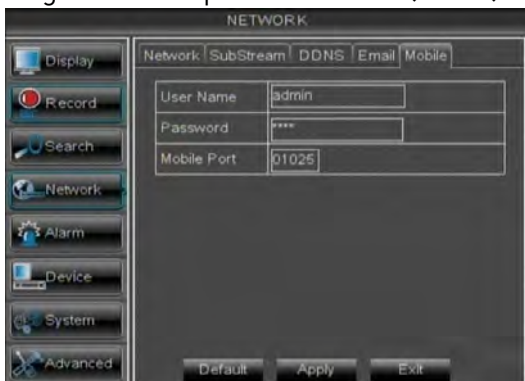 NETWORK
Display
Record
Search
Network
Alarm
Device
System
Advanced
Network SubStream DDNS Email Mobile
User Name admin
Password ****
Mobile Port 01025
Default Apply Exit